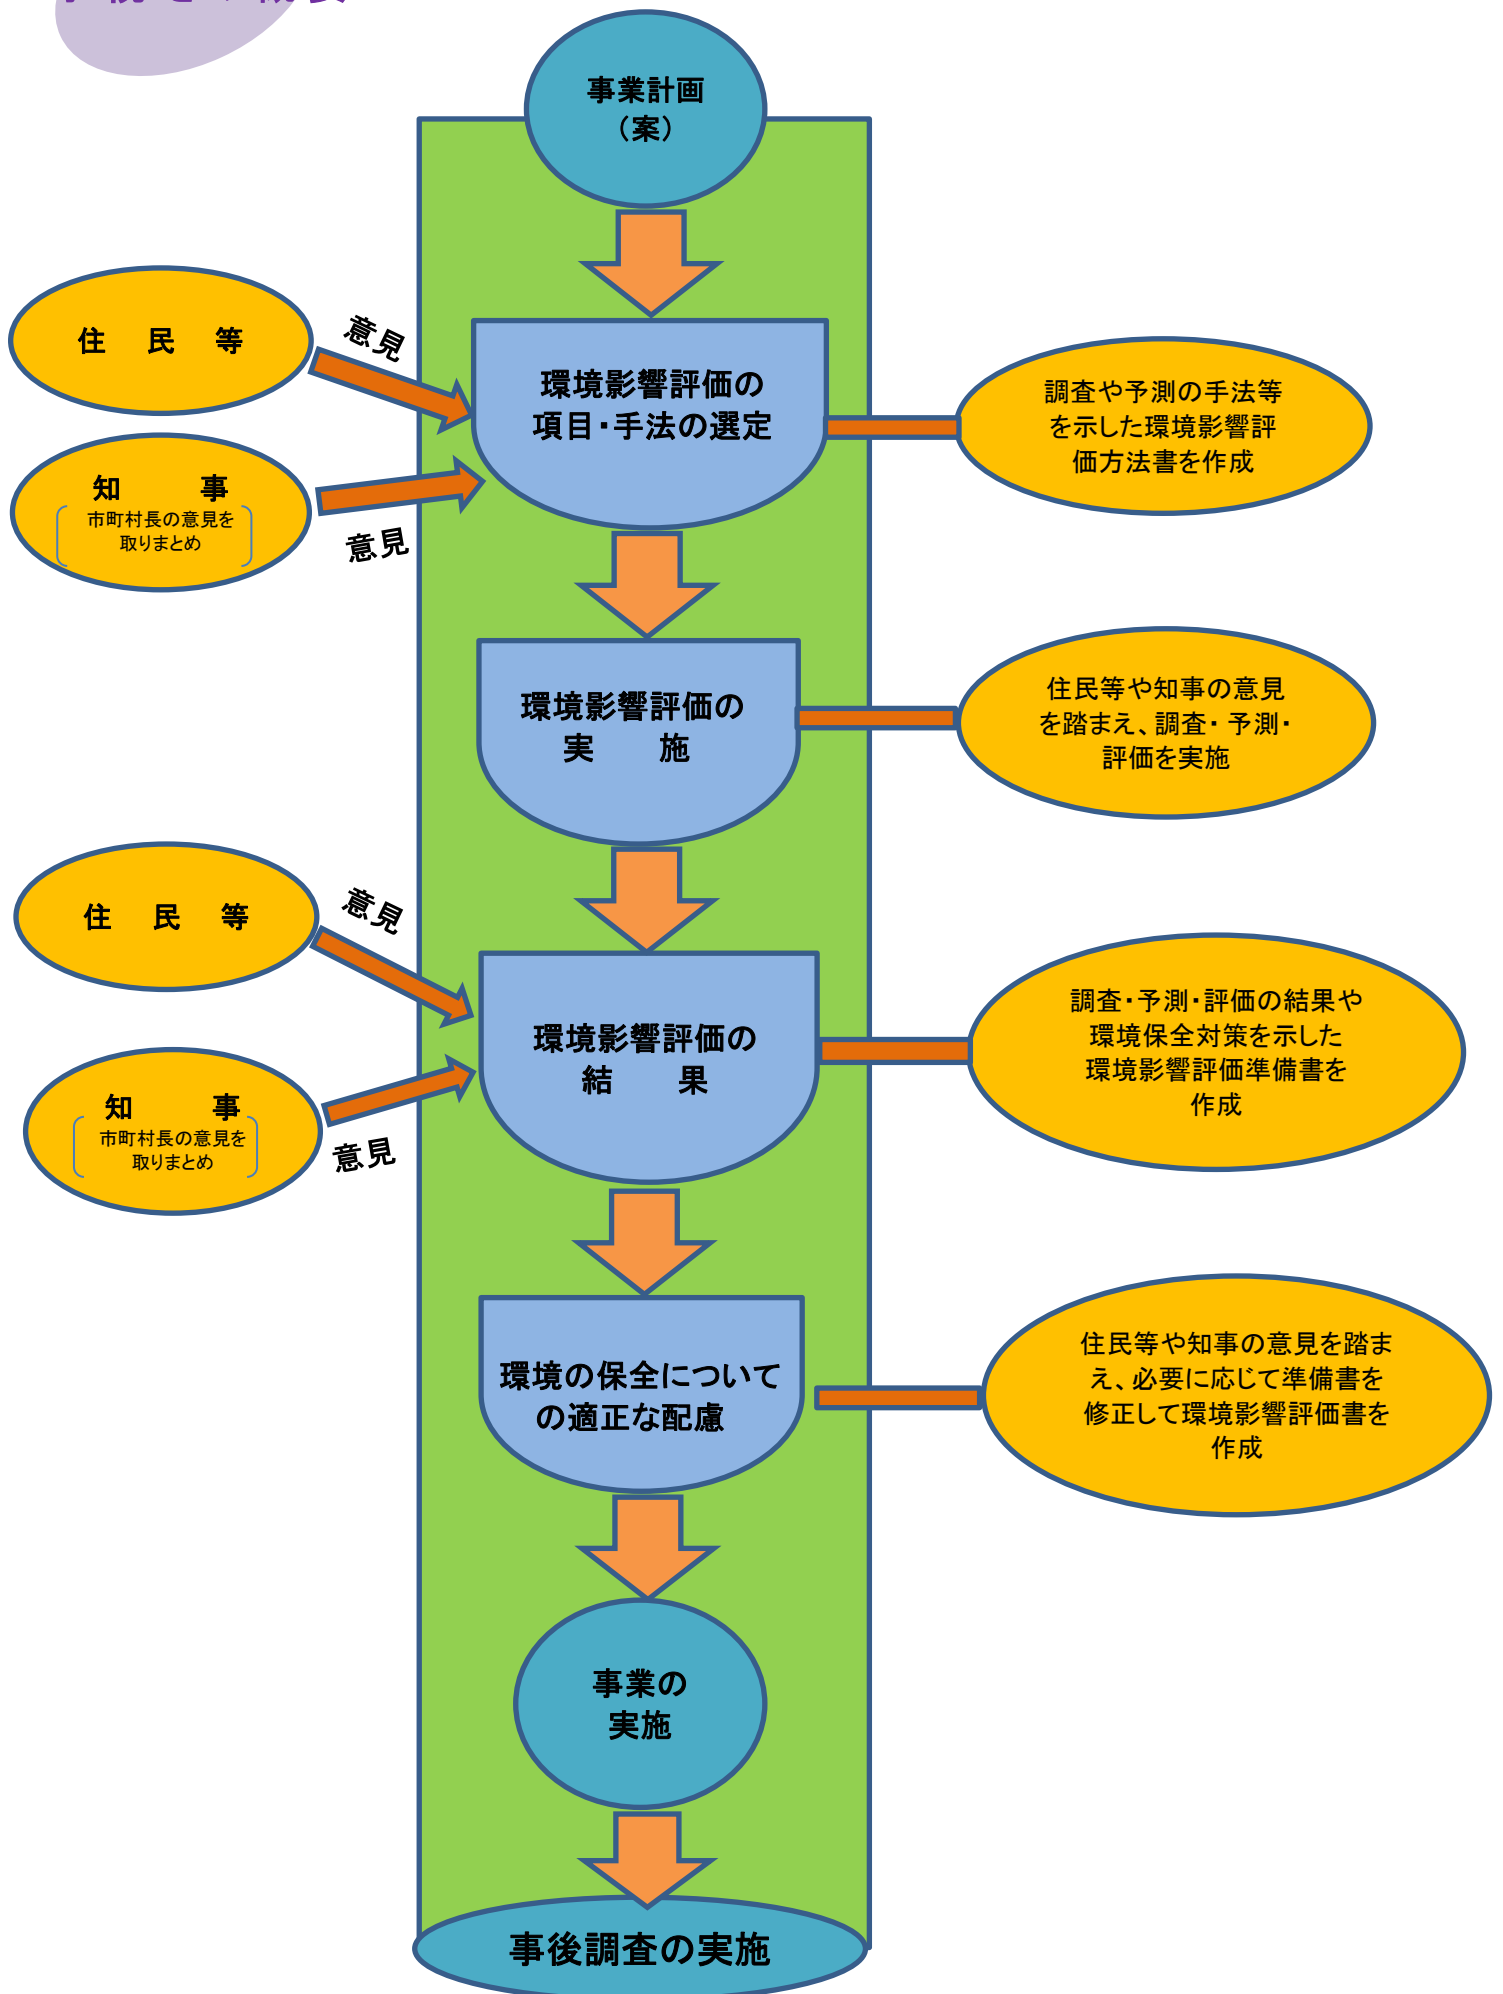 事業計画
（案）
住 民 等
意見
環境影響評価の
項目・手法の選定
調査や予測の手法等
を示した環境影響評
価方法書を作成
知 事
市町村長の意見を
取りまとめ
意見
環境影響評価の
実 施
住民等や知事の意見
を踏まえ、調査・予測・
評価を実施
住 民 等
意見
環境影響評価の
結 果
調査・予測・評価の結果や
環境保全対策を示した
環境影響評価準備書を
作成
知 事
市町村長の意見を
取りまとめ
意見
環境の保全について
の適正な配慮
住民等や知事の意見を踏ま
え、必要に応じて準備書を
修正して環境影響評価書を
作成
事業の
実施
事後調査の実施